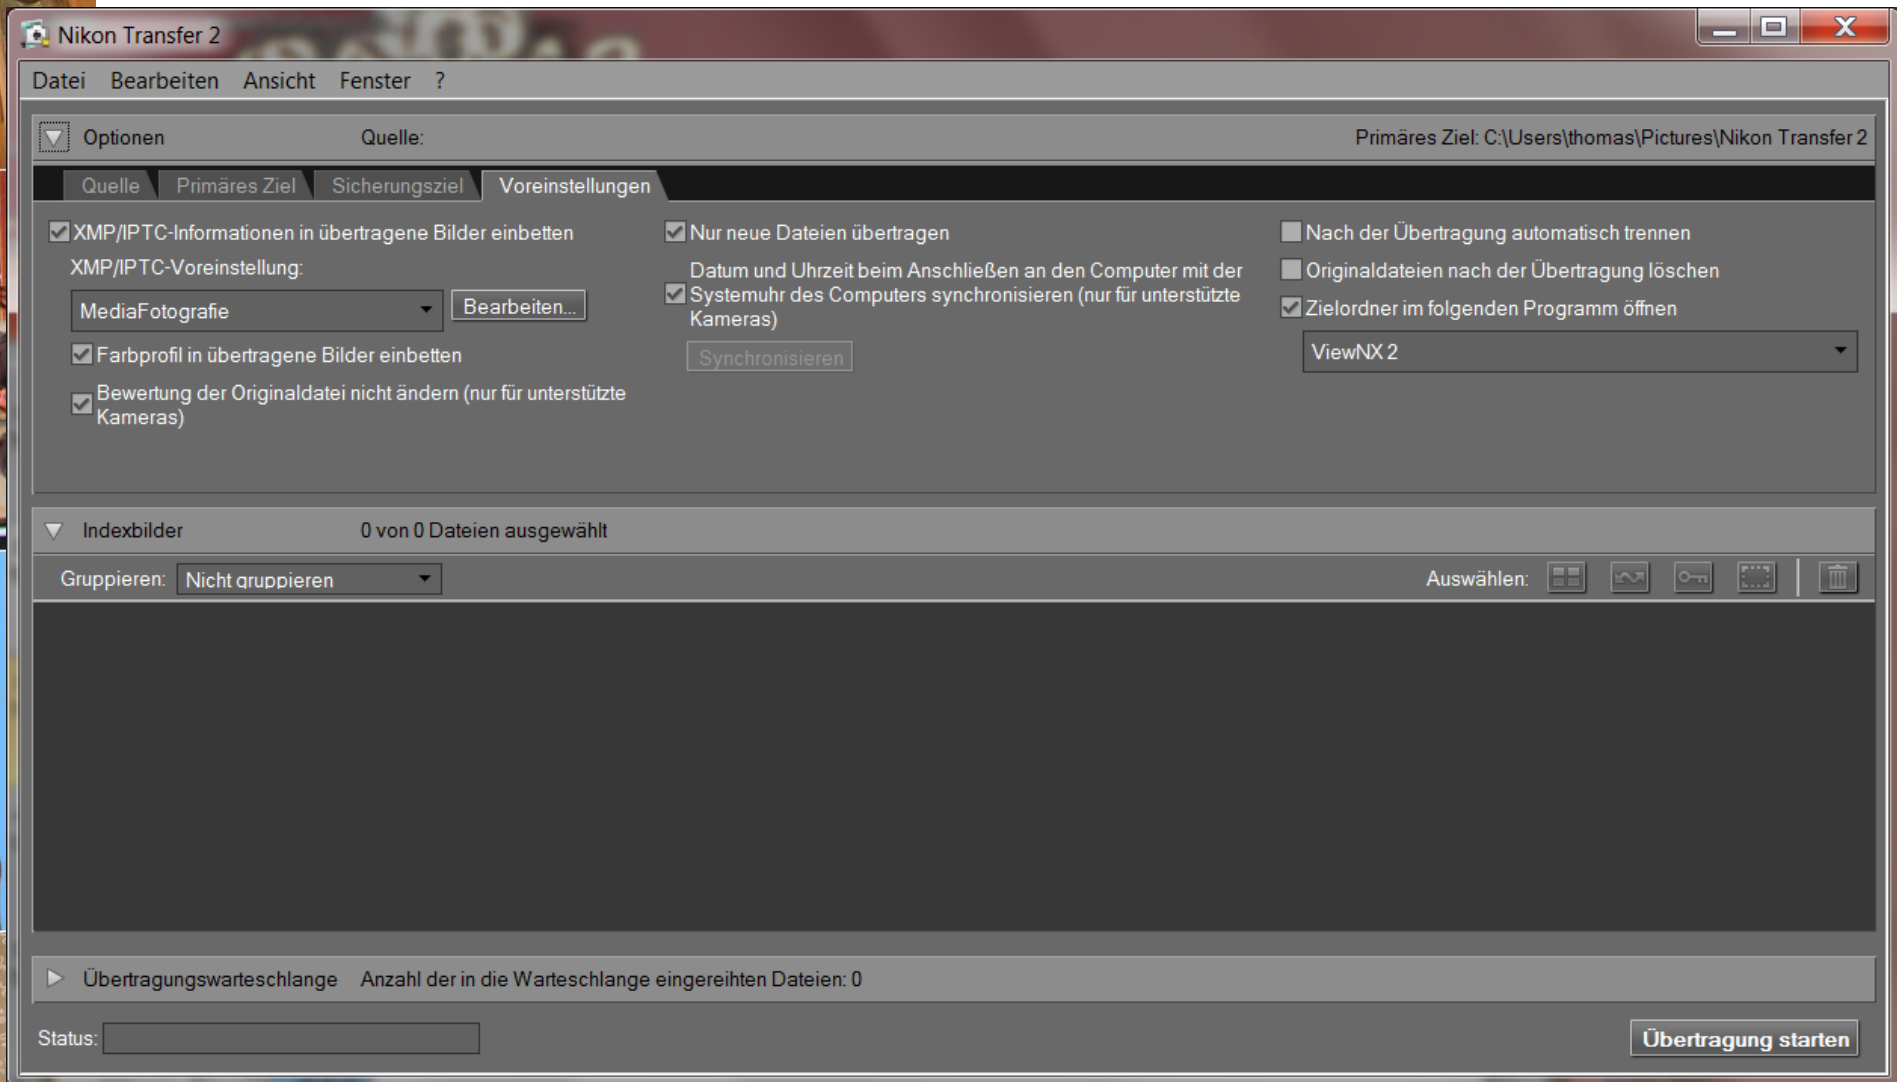 Nikon Transfer 2
Datei Bearbeiten Ansicht Fenster ?
Optionen Quelle: Primäres Ziel: C:\Users\thomas\Pictures\Nikon Transfer 2
Quelle Primäres Ziel Sicherungsziel Voreinstellungen
XMP/IPTC-Informationen in übertragene Bilder einbetten
XMP/IPTC-Voreinstellung:
MediaFotografie Bearbeiten...
Farbprofil in übertragene Bilder einbetten
Bewertung der Originaldatei nicht ändern (nur für unterstützte
Kameras)
Nur neue Dateien übertragen
Datum und Uhrzeit beim Anschließen an den Computer mit der
Systemuhr des Computers synchronisieren (nur für unterstützte
Kameras)
Synchronisieren
Nach der Übertragung automatisch trennen
Originaldateien nach der Übertragung löschen
Zielordner im folgenden Programm öffnen
ViewNX 2
Indexbilder 0 von 0 Dateien ausgewählt
Gruppieren: Nicht gruppieren Auswählen:
Übertragungswarteschlange Anzahl der in die Warteschlange eingereihten Dateien: 0
Status: Übertragung starten